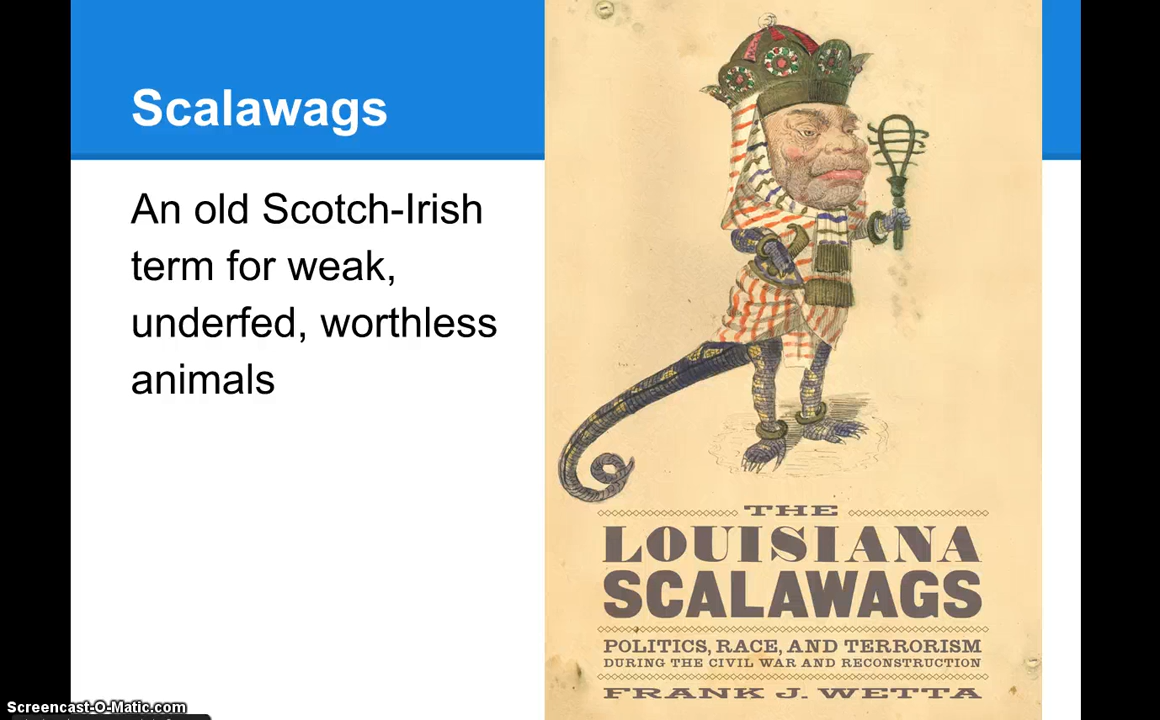 Scalawags
An old Scotch-Irish
term for weak,
underfed, worthless
animals
THE
LOUISIANA
SCALAWAGS
POLITICS, RACE, AND TERRORISM
DURING THE CIVIL WAR AND RECONSTRUCTION
FRANK J. WETTA
Screencast-O-Matic.com